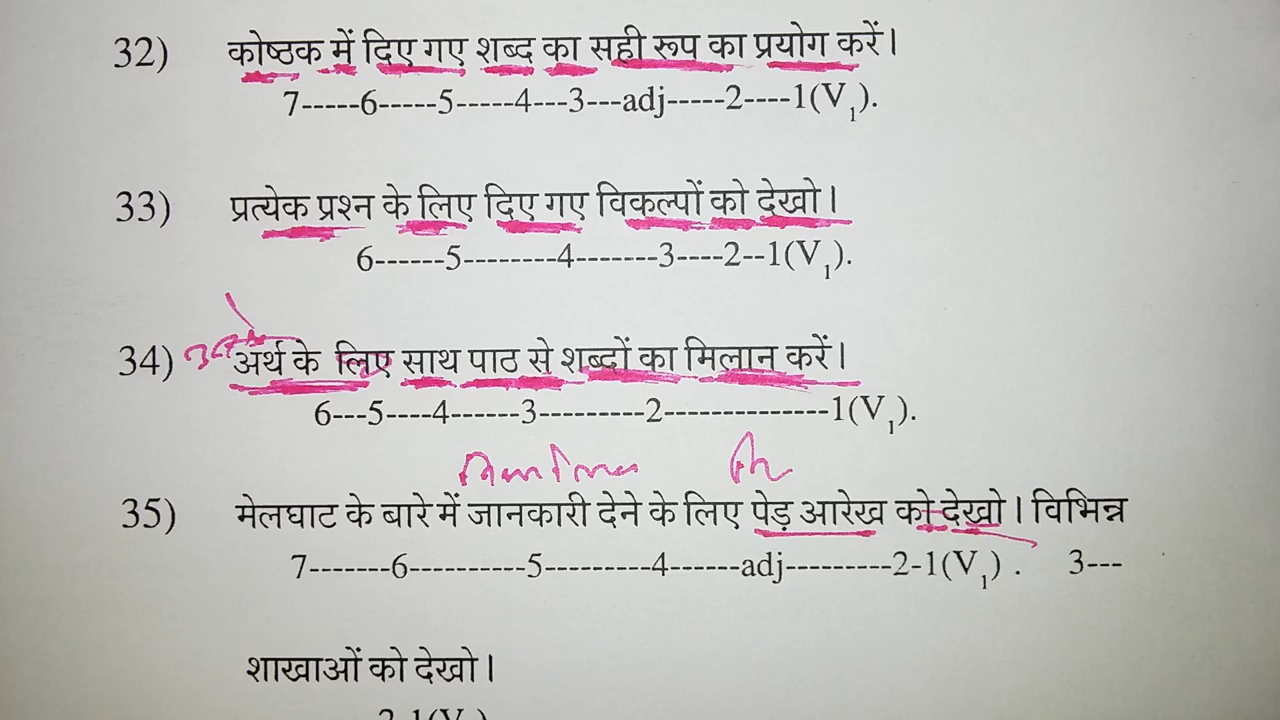 32) कोष्ठक में दिए गए शब्द का सही रूप का प्रयोग करें।
7-----6-----5-----4---3---adj-----2----1(V1).
33) प्रत्येक प्रश्न के लिए दिए गए विकल्पों को देखो।
6------5--------4-------3----2--1(V1).
34) अर्थ के लिए साथ पाठ से शब्दों का मिलान करें।
6---5----4------3---------2--------------1(V1).
35) मेलघाट के बारे में जानकारी देने के लिए पेड़ आरेख को देखो। विभिन्न
7-------6----------5---------4------adj---------2-1(V1) . 3---
शाखाओं को देखो।
2-1(V)